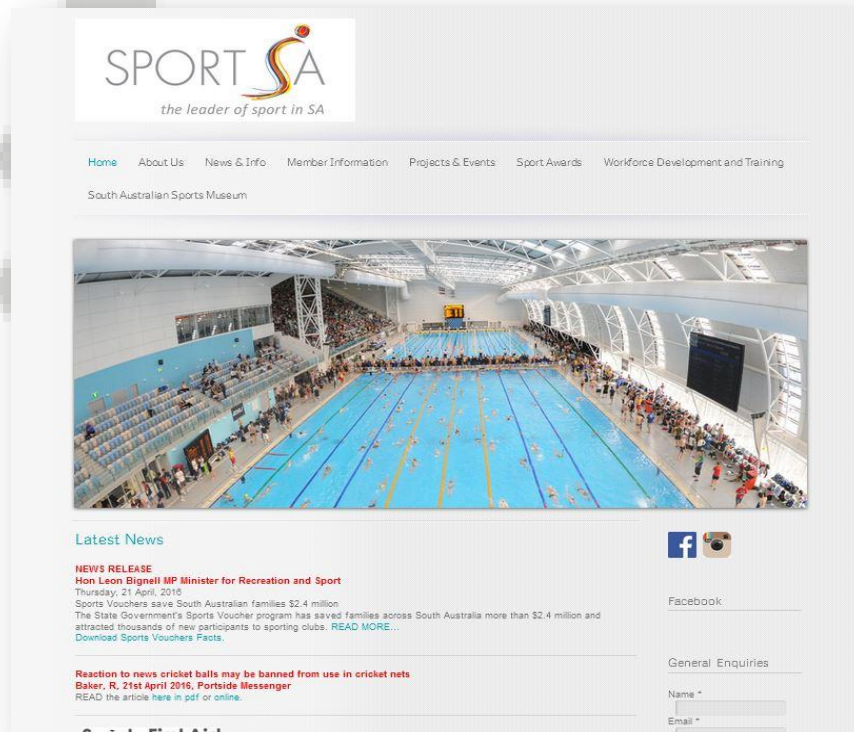 SPORT SA
the leader of sport in SA
Home About Us News & Info Member Information Projects & Events Sport Awards Workforce Development and Training
South Australian Sports Museum
Latest News
NEWS RELEASE
Hon Leon Bignell MP Minister for Recreation and Sport
Thursday, 21 April, 2016
Sports Vouchers save South Australian families $2.4 million
The State Government's Sports Voucher program has saved families across South Australia more than $2.4 million and
attracted thousands of new participants to sporting clubs. READ MORE...
Download Sports Vouchers Facts.
Reaction to news cricket balls may be banned from use in cricket nets
Baker, R, 21st April 2016, Portside Messenger
READ the article here in pdf or online.
Facebook
General Enquiries
Name *
Email *